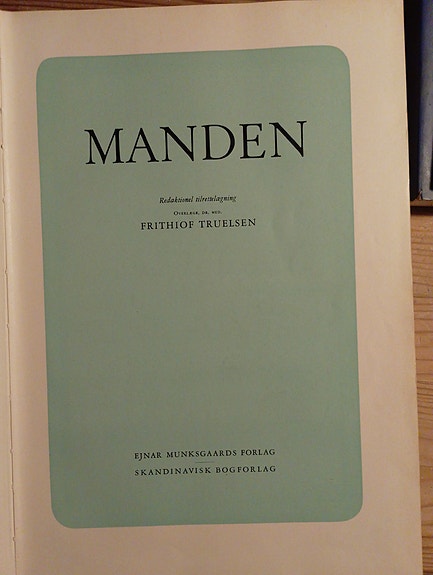 MANDEN
Redaktionel tilrettelægning
OVERLÆGE, DR. MED.
FRITHIOF TRUELSEN
EJNAR MUNKSGAARDS FORLAG
SKANDINAVISK BOGFORLAG